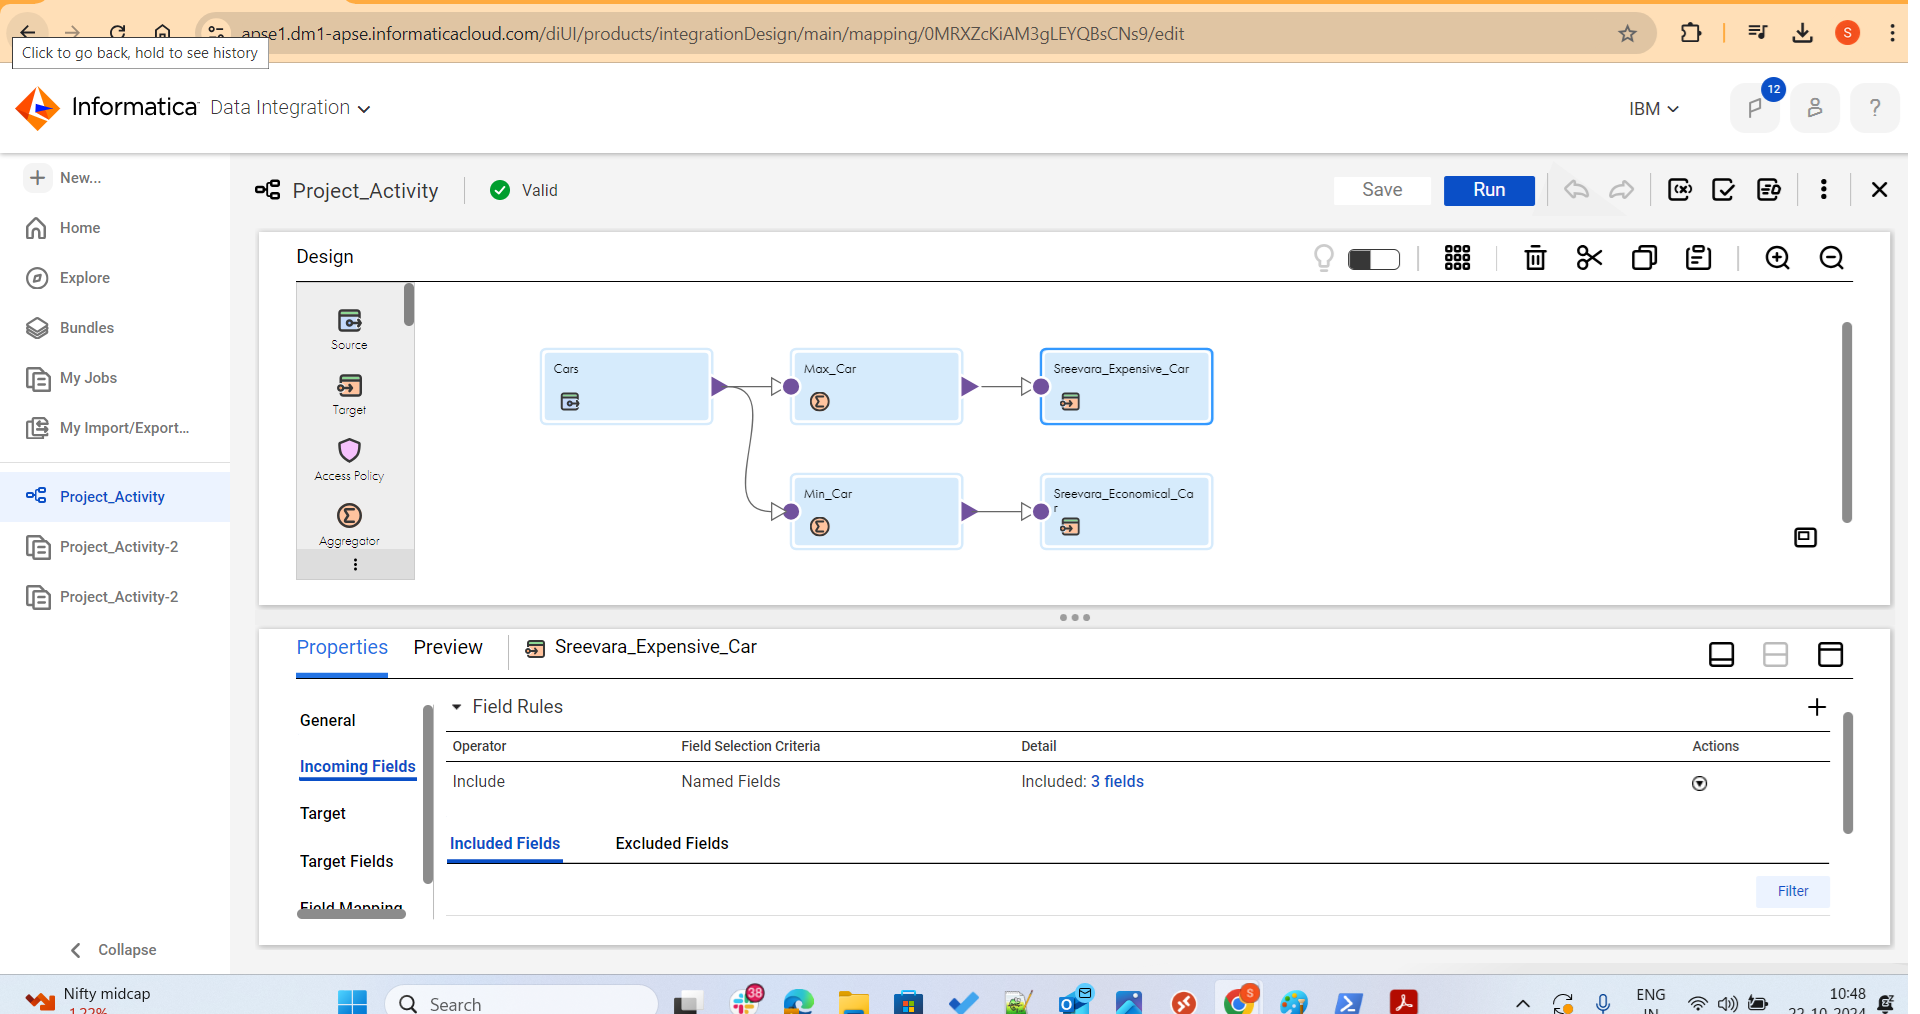 apse1.dm1-apse.informaticacloud.com/diUI/products/integrationDesign/main/mapping/0MRXZcKiAM3gLEYQBsCNs9/edit
S
Click to go back, hold to see history
Informatica Data Integration
IBM
12
?
New...
Project_Activity
Valid
Save
Run
Home
Explore
Bundles
My Jobs
My Import/Export...
Project_Activity
Project_Activity-2
Project_Activity-2
Collapse
Design
Source
Target
Access Policy
Aggregator
Cars
Max_Car
Sreevara_Expensive_Car
Min_Car
Sreevara_Economical_Ca
r
Properties
Preview
Sreevara_Expensive_Car
General
Incoming Fields
Target
Target Fields
Field Mapping
Field Rules
Operator
Field Selection Criteria
Detail
Actions
Include
Named Fields
Included: 3 fields
Included Fields
Excluded Fields
Filter
Nifty midcap
-1.22%
Search
38
S
ENG
IN
10:48
22-10-2024